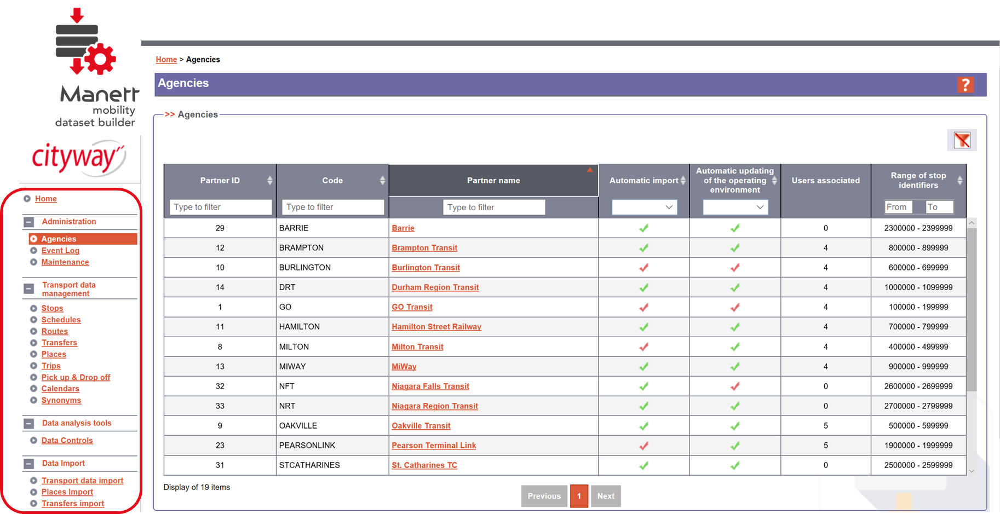 Manett
mobility
dataset builder
cityway
Home
Administration
Agencies
Event Log
Maintenance
Transport data
management
Stops
Schedules
Routes
Transfers
Places
Trips
Pick up & Drop off
Calendars
Synonyms
Data analysis tools
Data Controls
Data Import
Transport data import
Places Import
Transfers import
Home > Agencies
Agencies
?
>> Agencies
Partner ID Code Partner name Automatic import Automatic updating of the operating environment Users associated Range of stop identifiers
Type to filter Type to filter Type to filter From To
29 BARRIE Barrie 0 2300000 - 2399999
12 BRAMPTON Brampton Transit 4 800000 - 899999
10 BURLINGTON Burlington Transit 4 600000 - 699999
14 DRT Durham Region Transit 4 1000000 - 1099999
1 GO GO Transit 4 100000 - 199999
11 HAMILTON Hamilton Street Railway 4 700000 - 799999
8 MILTON Milton Transit 4 400000 - 499999
13 MIWAY MiWay 4 900000 - 999999
32 NFT Niagara Falls Transit 0 2600000 - 2699999
33 NRT Niagara Region Transit 0 2700000 - 2799999
9 OAKVILLE Oakville Transit 5 500000 - 599999
23 PEARSONLINK Pearson Terminal Link 5 1900000 - 1999999
31 STCATHARINES St. Catharines TC 0 2500000 - 2599999
Display of 19 items
Previous 1 Next